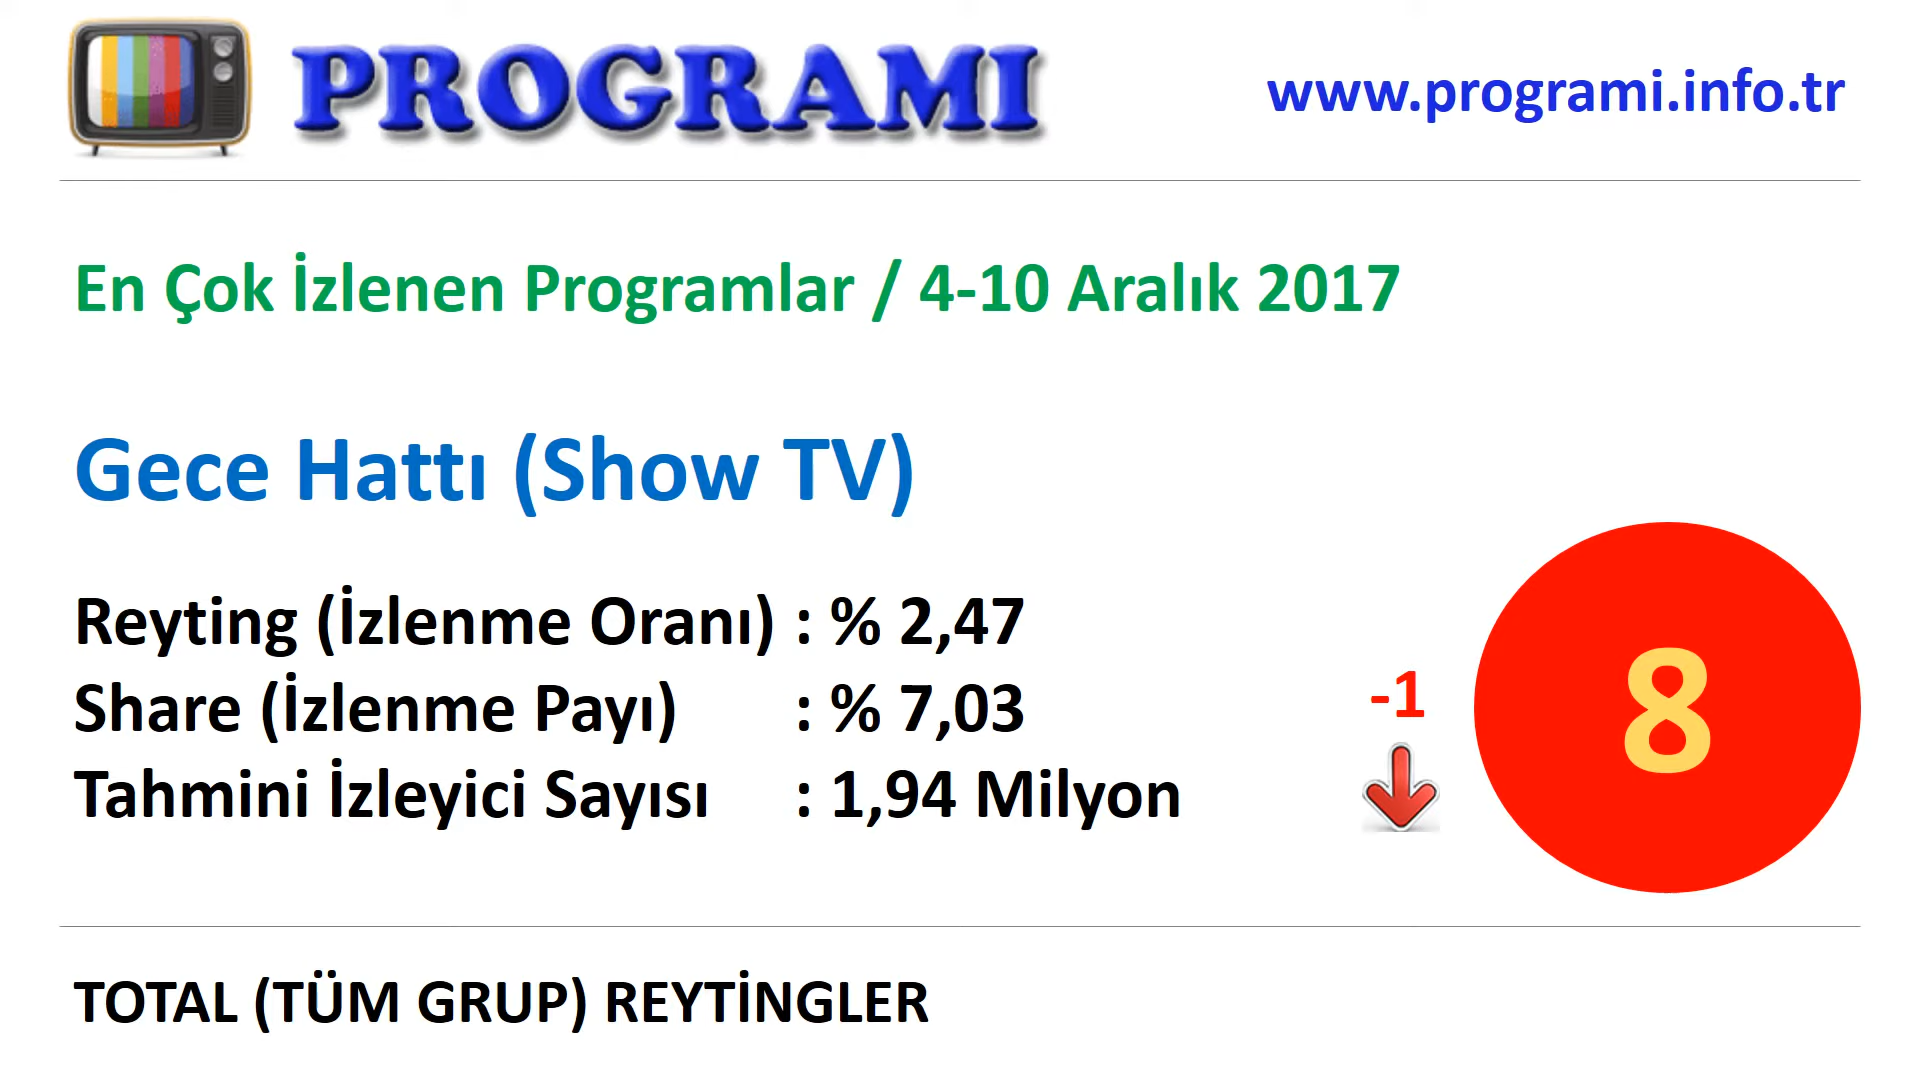 PROGRAMI
www.programi.info.tr
En Çok İzlenen Programlar / 4-10 Aralık 2017
Gece Hattı (Show TV)
Reyting (İzlenme Oranı) : % 2,47
Share (İzlenme Payı) : % 7,03
Tahmini İzleyici Sayısı : 1,94 Milyon
-1
8
TOTAL (TÜM GRUP) REYTİNGLER